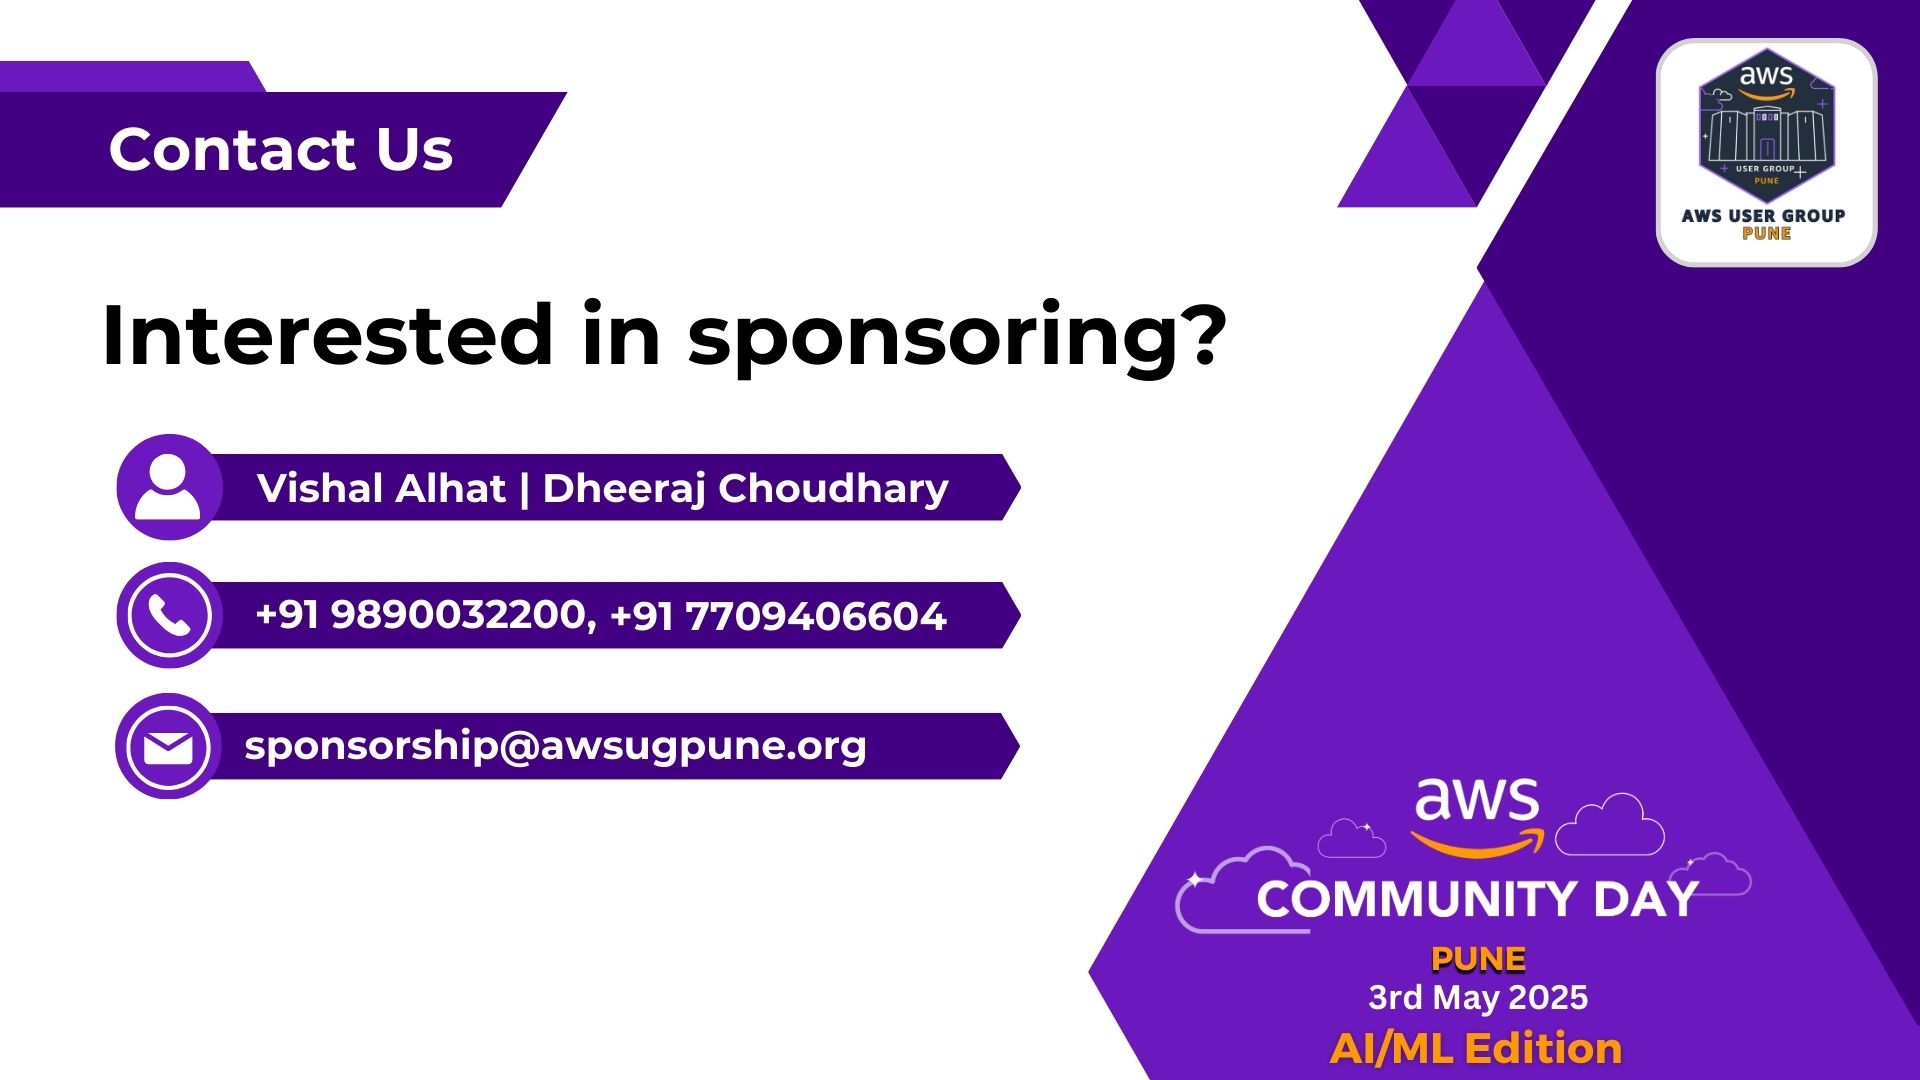 Contact Us
aws
USER GROUP
PUNE
AWS USER GROUP
PUNE
Interested in sponsoring?
Vishal Alhat | Dheeraj Choudhary
+91 9890032200, +91 7709406604
sponsorship@awsugpune.org
aws
COMMUNITY DAY
PUNE
3rd May 2025
AI/ML Edition